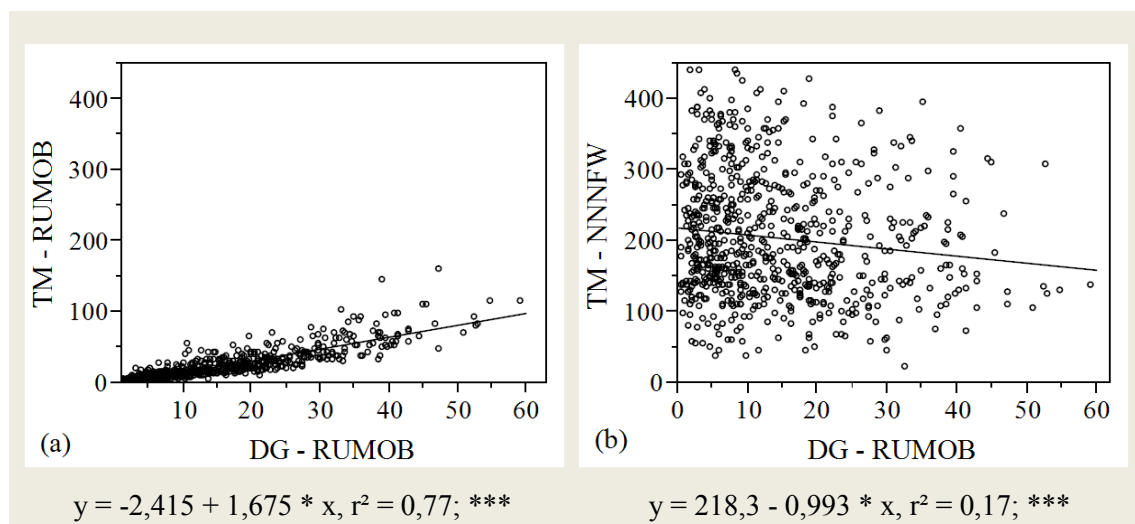 400
300
200
100
0
TM - RUMOB
10 20 30 40 50 60
(a)
DG - RUMOB
y = -2,415 + 1,675 * x, r² = 0,77; ***
400
300
200
100
0
TM - NNNFW
0 10 20 30 40 50 60
(b)
DG - RUMOB
y = 218,3 - 0,993 * x, r² = 0,17; ***